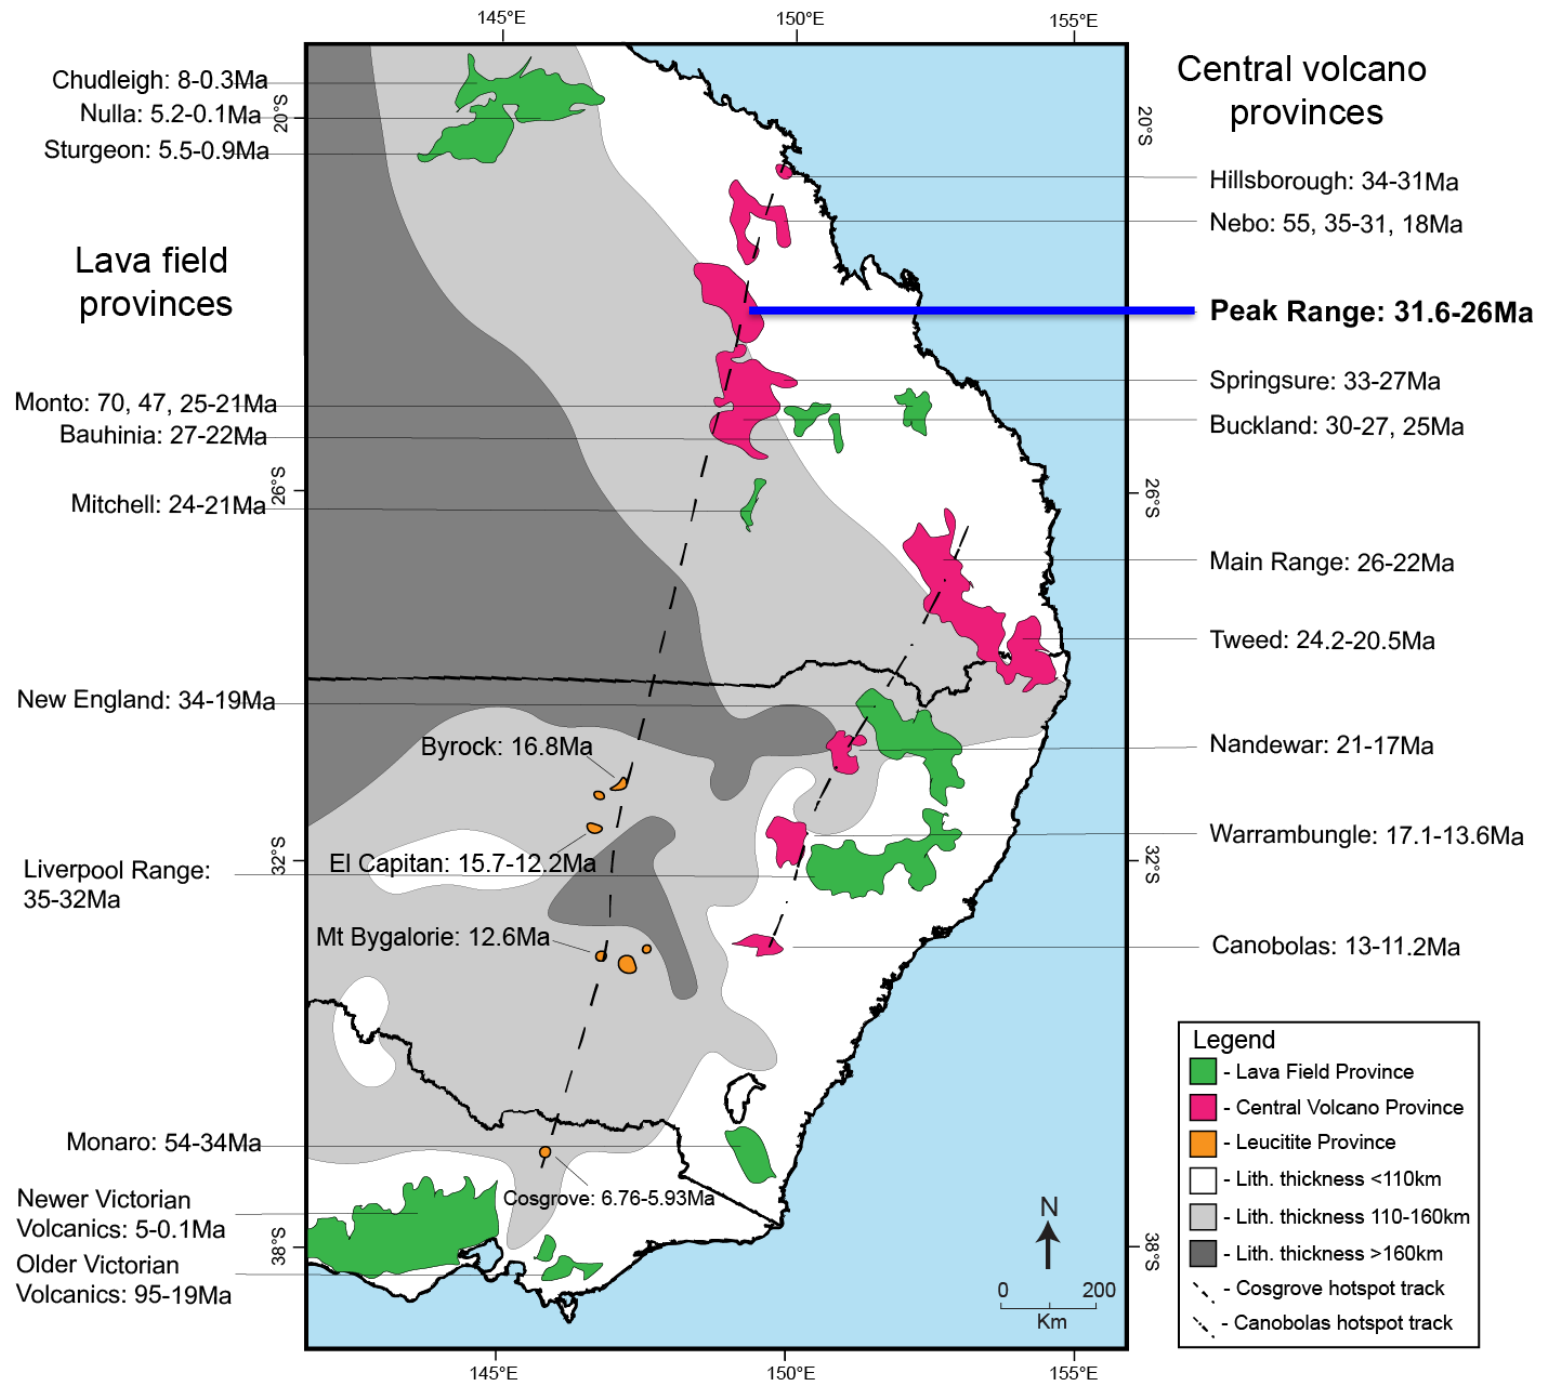 145°E
150°E
155°E
Central volcano
provinces
Chudleigh: 8-0.3Ma
Nulla: 5.2-0.1Ma
Sturgeon: 5.5-0.9Ma
20°S
20°S
Hillsborough: 34-31Ma
Nebo: 55, 35-31, 18Ma
Lava field
provinces
Peak Range: 31.6-26Ma
Springsure: 33-27Ma
Monto: 70, 47, 25-21Ma
Buckland: 30-27, 25Ma
Bauhinia: 27-22Ma
26°S
26°S
Mitchell: 24-21Ma
Main Range: 26-22Ma
Tweed: 24.2-20.5Ma
New England: 34-19Ma
Byrock: 16.8Ma
Nandewar: 21-17Ma
Warrambungle: 17.1-13.6Ma
El Capitan: 15.7-12.2Ma
32°S
32°S
Liverpool Range:
35-32Ma
Mt Bygalorie: 12.6Ma
Canobolas: 13-11.2Ma
Monaro: 54-34Ma
Cosgrove: 6.76-5.93Ma
Newer Victorian
Volcanics: 5-0.1Ma
38°S
38°S
Older Victorian
Volcanics: 95-19Ma
N
0 200
Km
Legend
- Lava Field Province
- Central Volcano Province
- Leucitite Province
- Lith. thickness <110km
- Lith. thickness 110-160km
- Lith. thickness >160km
- Cosgrove hotspot track
- Canobolas hotspot track
145°E
150°E
155°E